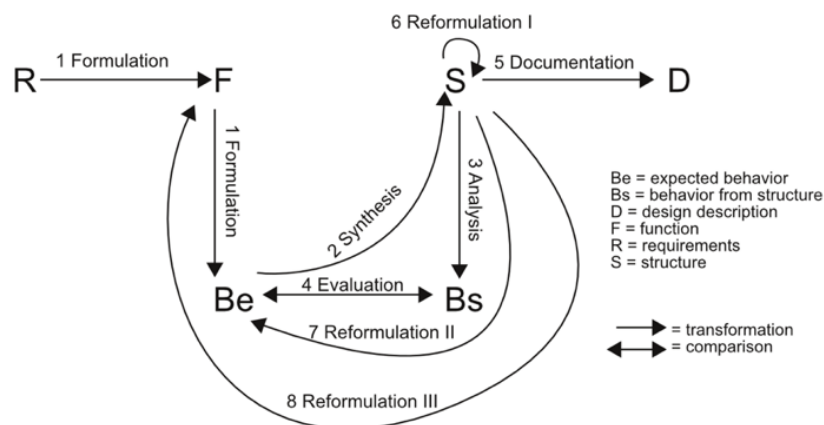 6 Reformulation I
1 Formulation
5 Documentation
R
F
S
D
1 Formulation
2 Synthesis
3 Analysis
Be = expected behavior
Bs = behavior from structure
D = design description
F = function
R = requirements
S = structure
4 Evaluation
Be
Bs
7 Reformulation II
= transformation
= comparison
8 Reformulation III